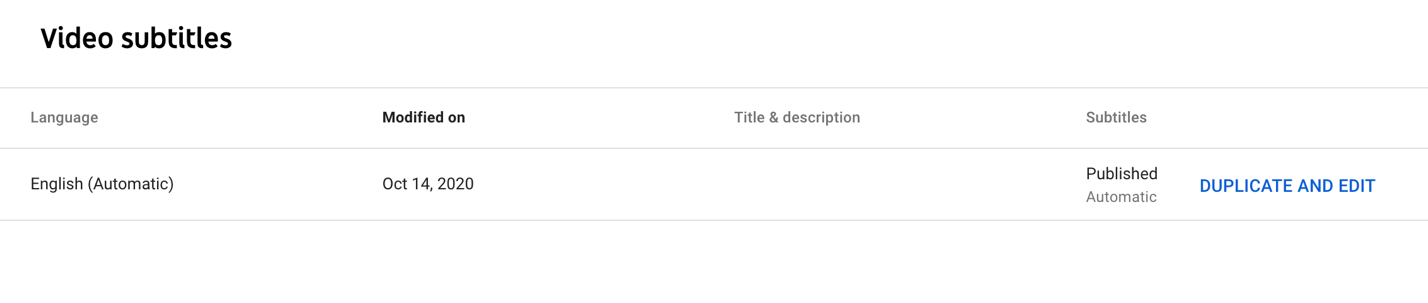 Video subtitles
Language Modified on Title & description Subtitles
English (Automatic) Oct 14, 2020 Published DUPLICATE AND EDIT
Automatic